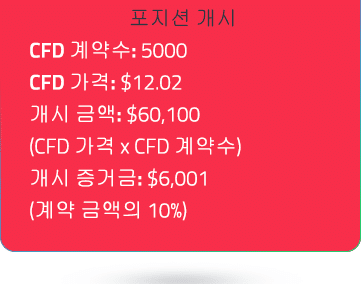 포지션 개시
CFD 계약수: 5000
CFD 가격: $12.02
개시 금액: $60,100
(CFD 가격 x CFD 계약수)
개시 증거금: $6,001
(계약 금액의 10%)